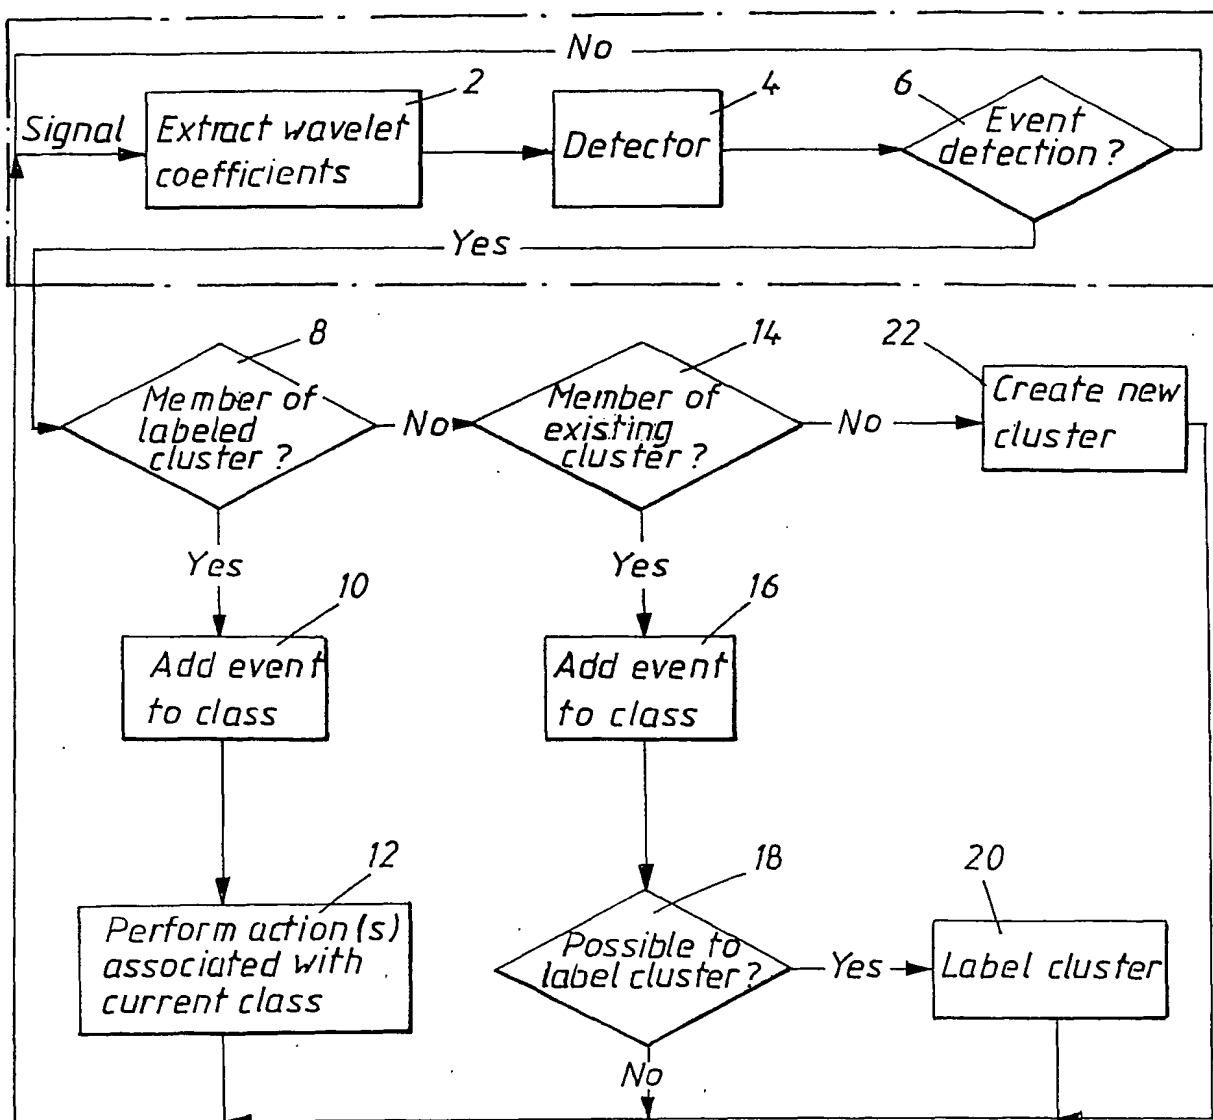 No
2
4
6
Signal
Extract wavelet
coefficients
Detector
Event
detection?
Yes
8
14
22
Member of
labeled
cluster?
No
Member of
existing
cluster?
No
Create new
cluster
Yes
Yes
10
16
Add event
to class
Add event
to class
12
18
20
Perform action(s)
associated with
current class
Possible to
label cluster?
Yes
Label cluster
No